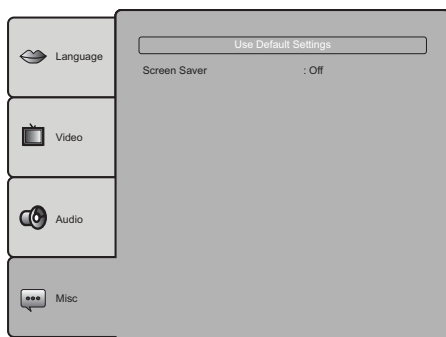 Language
Video
Audio
Misc
Use Default Settings
Screen Saver : Off